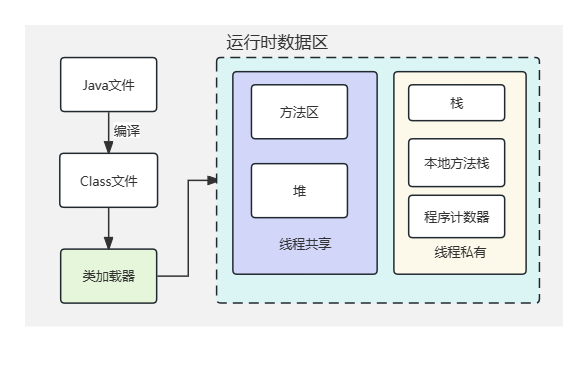 运行时数据区
Java文件
编译
Class文件
类加载器
方法区
堆
线程共享
栈
本地方法栈
程序计数器
线程私有